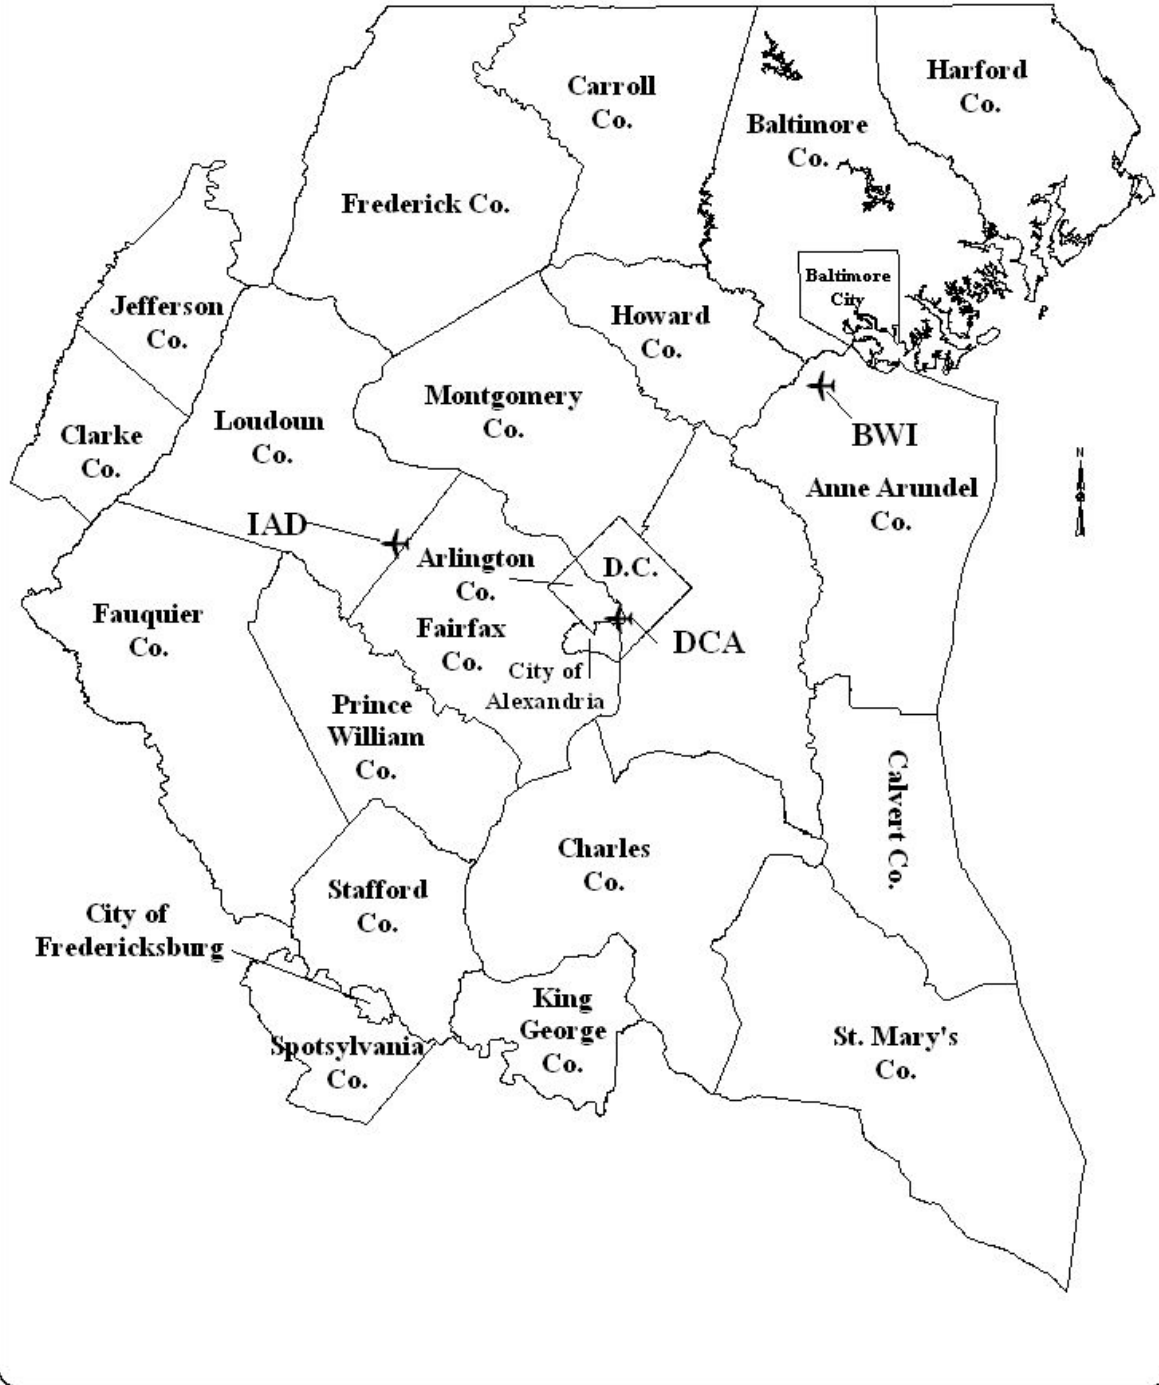 Harford
Co.
Carroll
Co.
Baltimore
Co.
Frederick Co.
Baltimore
City
Jefferson
Co.
Howard
Co.
Montgomery
Co.
Loudoun
Co.
Clarke
Co.
BWI
N
Anne Arundel
Co.
IAD
Arlington
Co.
D.C.
Fauquier
Co.
Fairfax
Co.
DCA
City of
Alexandria
Prince
William
Co.
Calvert Co.
Charles
Co.
Stafford
Co.
City of
Fredericksburg
King
George
Co.
Spotsylvania
Co.
St. Mary's
Co.